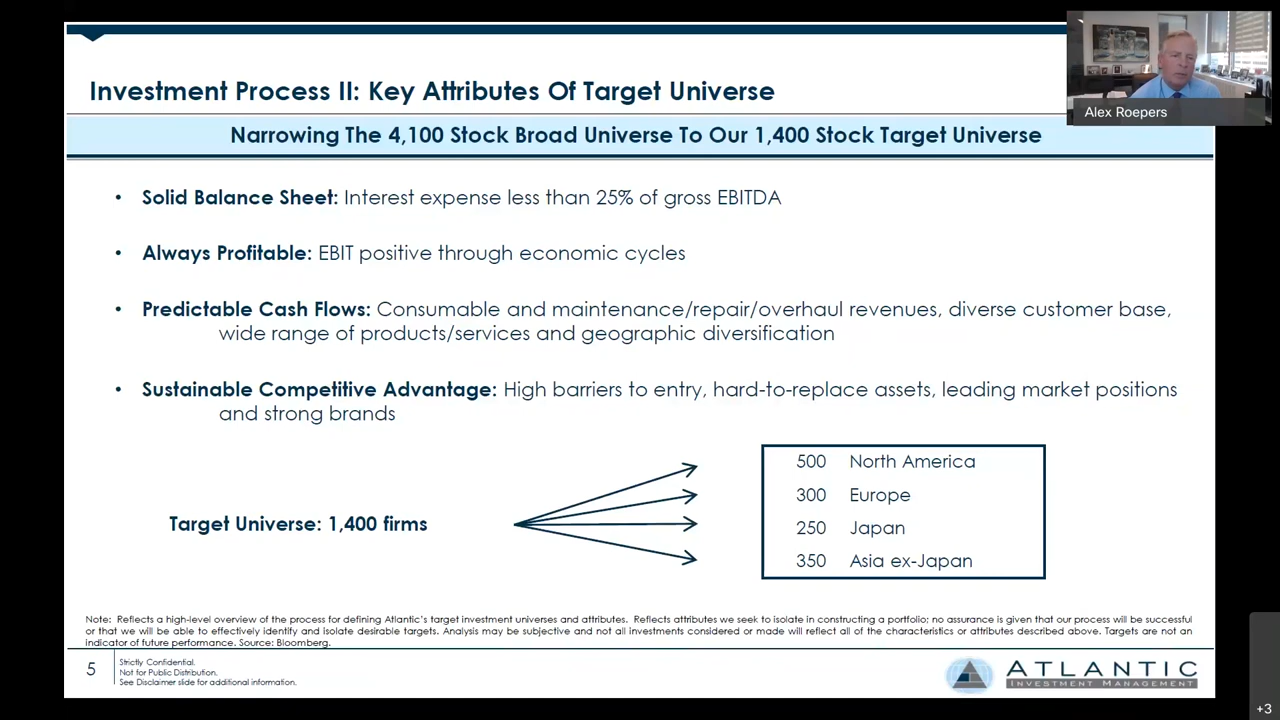 Investment Process II: Key Attributes Of Target Universe
Alex Roepers
Narrowing The 4,100 Stock Broad Universe To Our 1,400 Stock Target Universe
• Solid Balance Sheet: Interest expense less than 25% of gross EBITDA
• Always Profitable: EBIT positive through economic cycles
• Predictable Cash Flows: Consumable and maintenance/repair/overhaul revenues, diverse customer base,
wide range of products/services and geographic diversification
• Sustainable Competitive Advantage: High barriers to entry, hard-to-replace assets, leading market positions
and strong brands
500 North America
300 Europe
Target Universe: 1,400 firms
250 Japan
350 Asia ex-Japan
Note: Reflects a high-level overview of the process for defining Atlantic's target investment universes and attributes. Reflects attributes we seek to isolate in constructing a portfolio; no assurance is given that our process will be successful
or that we will be able to effectively identify and isolate desirable targets. Analysis may be subjective and not all investments considered or made will reflect all of the characteristics or attributes described above. Targets are not an
indicator of future performance. Source: Bloomberg.
5
Strictly Confidential.
Not for Public Distribution.
See Disclaimer slide for additional information.
ATLANTIC
INVESTMENT MANAGEMENT
+3